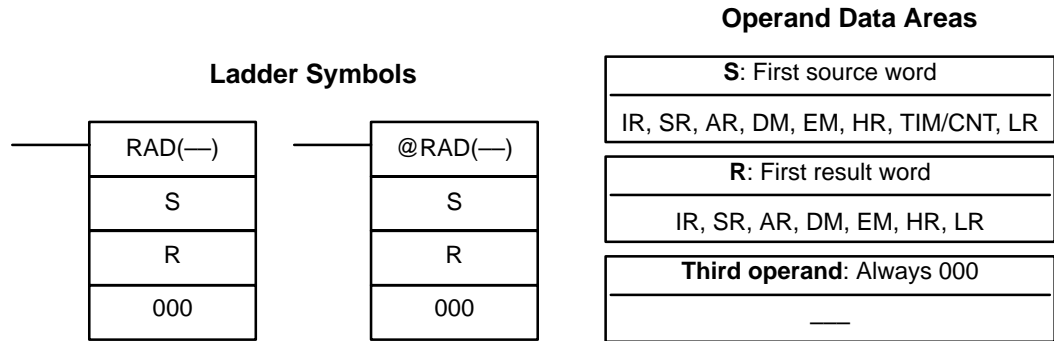 Ladder Symbols
RAD(––)
S
R
000
@RAD(––)
S
R
000
Operand Data Areas
S: First source word
IR, SR, AR, DM, EM, HR, TIM/CNT, LR
R: First result word
IR, SR, AR, DM, EM, HR, LR
Third operand: Always 000
–––